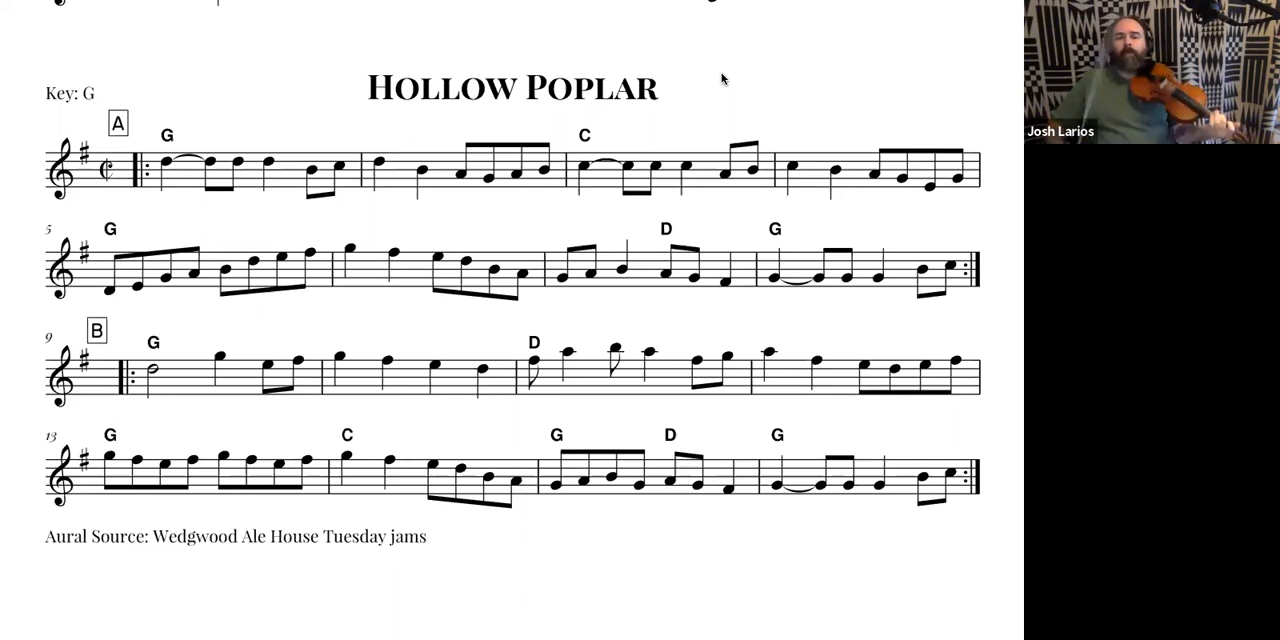 Hollow Poplar
Key: G
A
G C
5
G D G
9
B
G D
13
G C G D G
Aural Source: Wedgwood Ale House Tuesday jams
Josh Larios